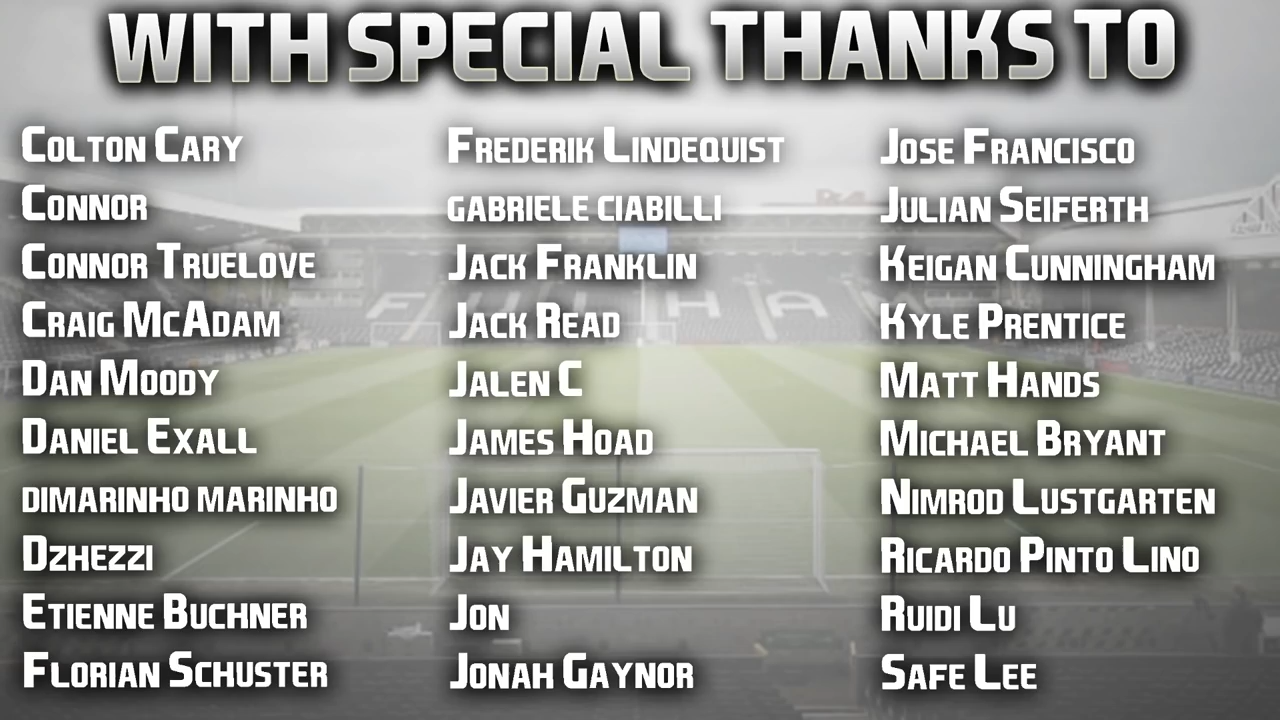 WITH SPECIAL THANKS TO
Colton Cary
Connor
Connor Truelove
Craig McAdam
Dan Moody
Daniel Exall
dimarinho marinho
Dzhezzi
Etienne Buchner
Florian Schuster
Frederik Lindequist
gabriele ciabilli
Jack Franklin
Jack Read
Jalen C
James Hoad
Javier Guzman
Jay Hamilton
Jon
Jonah Gaynor
Jose Francisco
Julian Seiferth
Keigan Cunningham
Kyle Prentice
Matt Hands
Michael Bryant
Nimrod Lustgarten
Ricardo Pinto Lino
Ruidi Lu
Safe Lee
FULHA